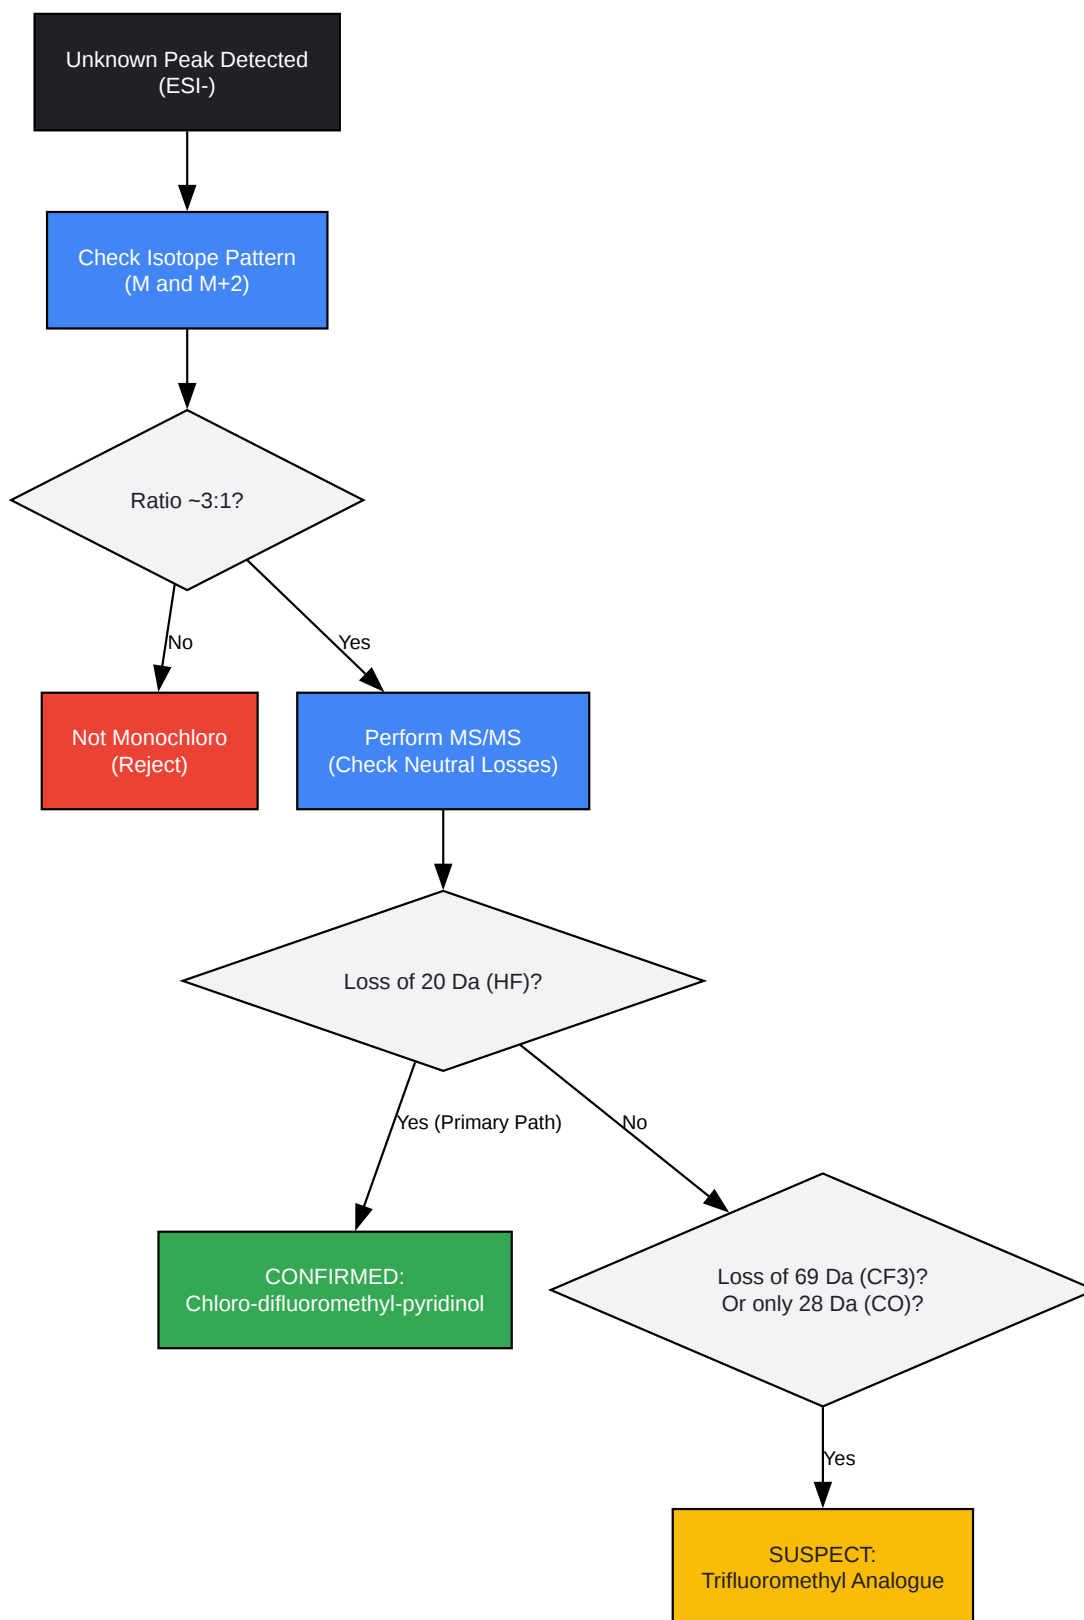 Unknown Peak Detected
(ESI-)
Check Isotope Pattern
(M and M+2)
Ratio ~3:1?
No
Yes
Not Monochloro
(Reject)
Perform MS/MS
(Check Neutral Losses)
Loss of 20 Da (HF)?
Yes (Primary Path)
No
CONFIRMED:
Chloro-difluoromethyl-pyridinol
Loss of 69 Da (CF3)?
Or only 28 Da (CO)?
Yes
SUSPECT:
Trifluoromethyl Analogue